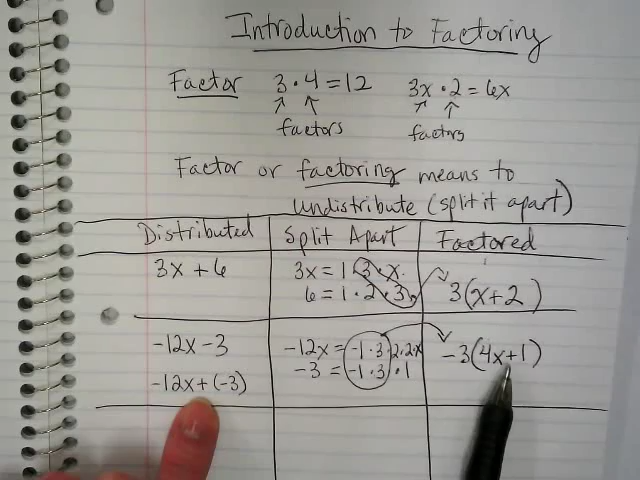 Introduction to Factoring
Factor 3 · 4 = 12 3x · 2 = 6x
factors factors
Factor or factoring means to
undistribute (split it apart)
Distributed Split Apart Factored
3x + 6 3x = 1 · 3 · x
6 = 1 · 2 · 3 3(x+2)
-12x - 3 -12x = -1 · 3 · 2 · 2x -3(4x+1)
-12x + (-3) -3 = -1 · 3 · 1